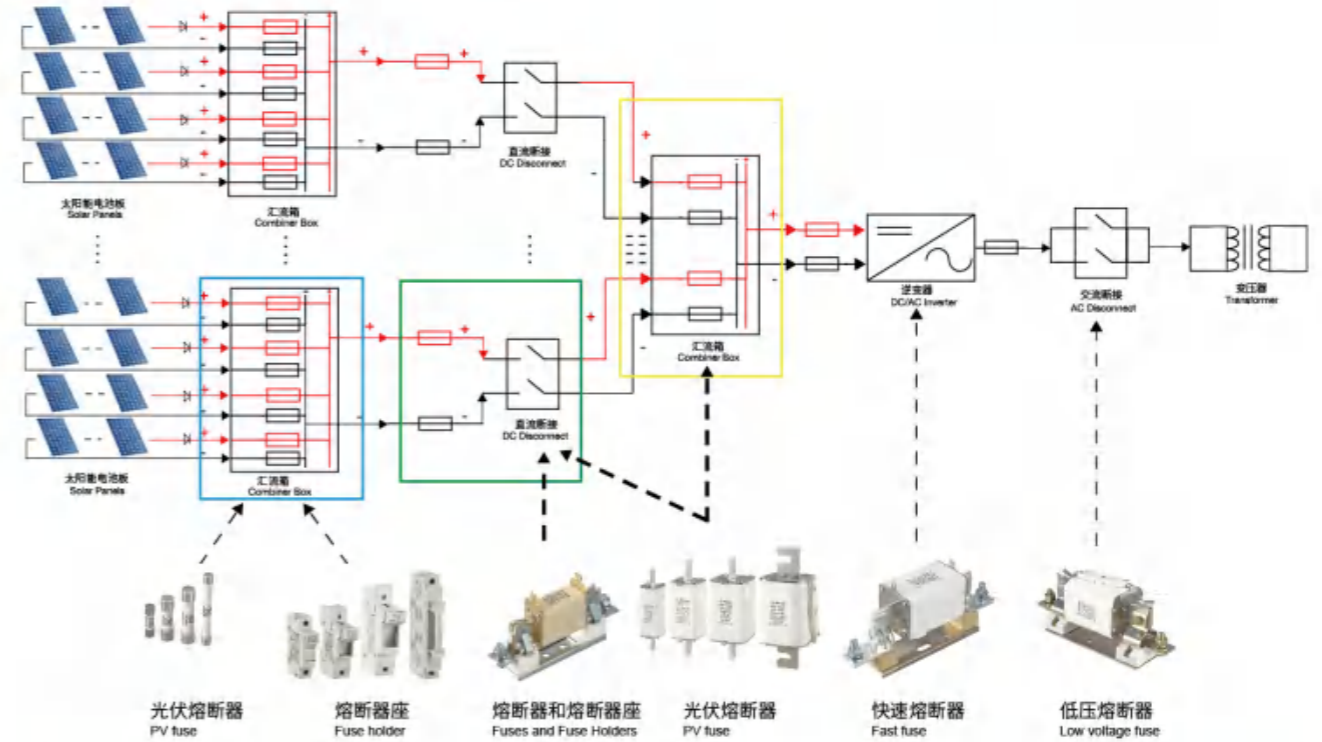 太阳能电池板
Solar Panels
汇流箱
Combiner Box
直流断接
DC Disconnect
汇流箱
Combiner Box
逆变器
DC/AC Inverter
交流断接
AC Disconnect
变压器
Transformer
太阳能电池板
Solar Panels
汇流箱
Combiner Box
直流断接
DC Disconnect
光伏熔断器
PV fuse
熔断器座
Fuse holder
熔断器和熔断器座
Fuses and Fuse Holders
光伏熔断器
PV fuse
快速熔断器
Fast fuse
低压熔断器
Low voltage fuse